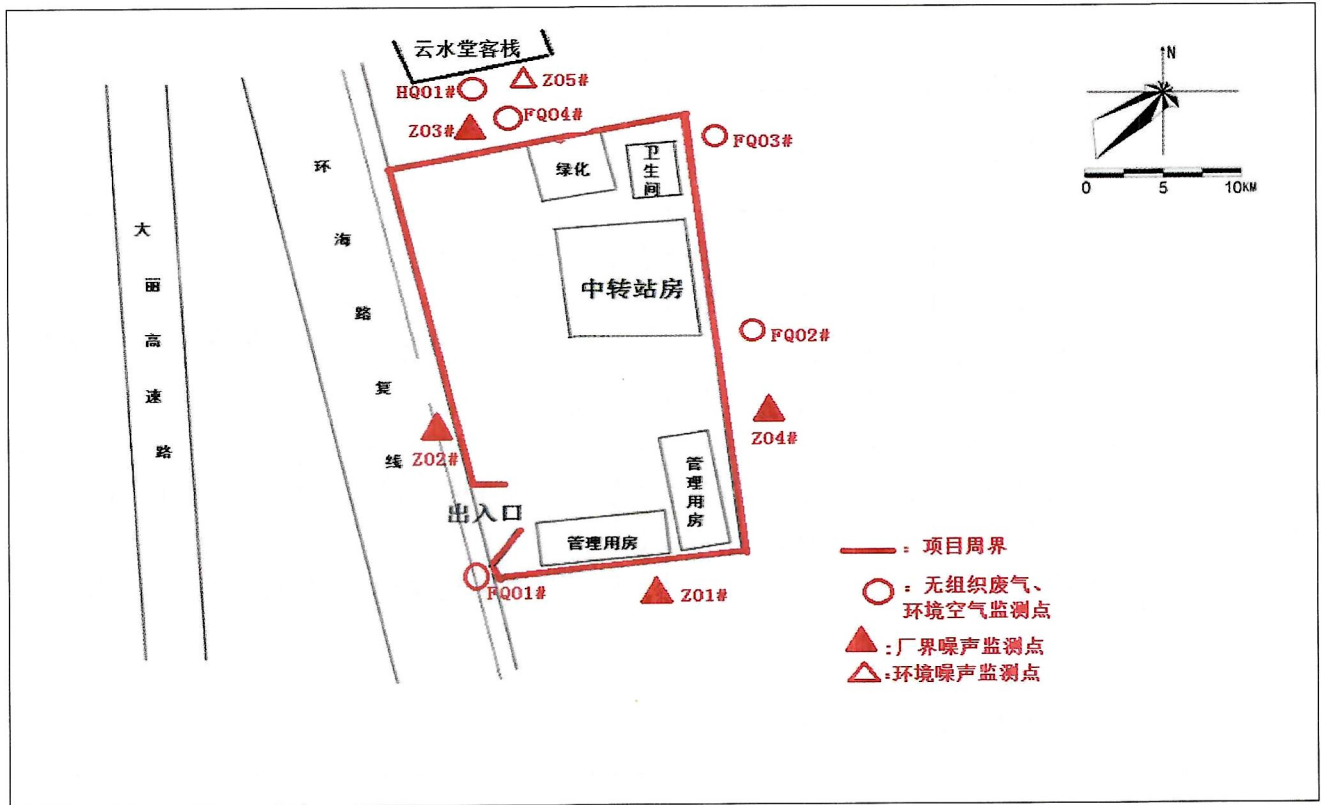 云水堂客栈
Z05#
HQ01#
FQ04#
Z03#
FQ03#
N
0 5 10KM
绿化
卫生间
环海路复线
大丽高速路
中转站房
FQ02#
Z04#
Z02#
管理用房
出入口
管理用房
FQ01#
Z01#
：项目周界
：无组织废气、
环境空气监测点
:厂界噪声监测点
:环境噪声监测点